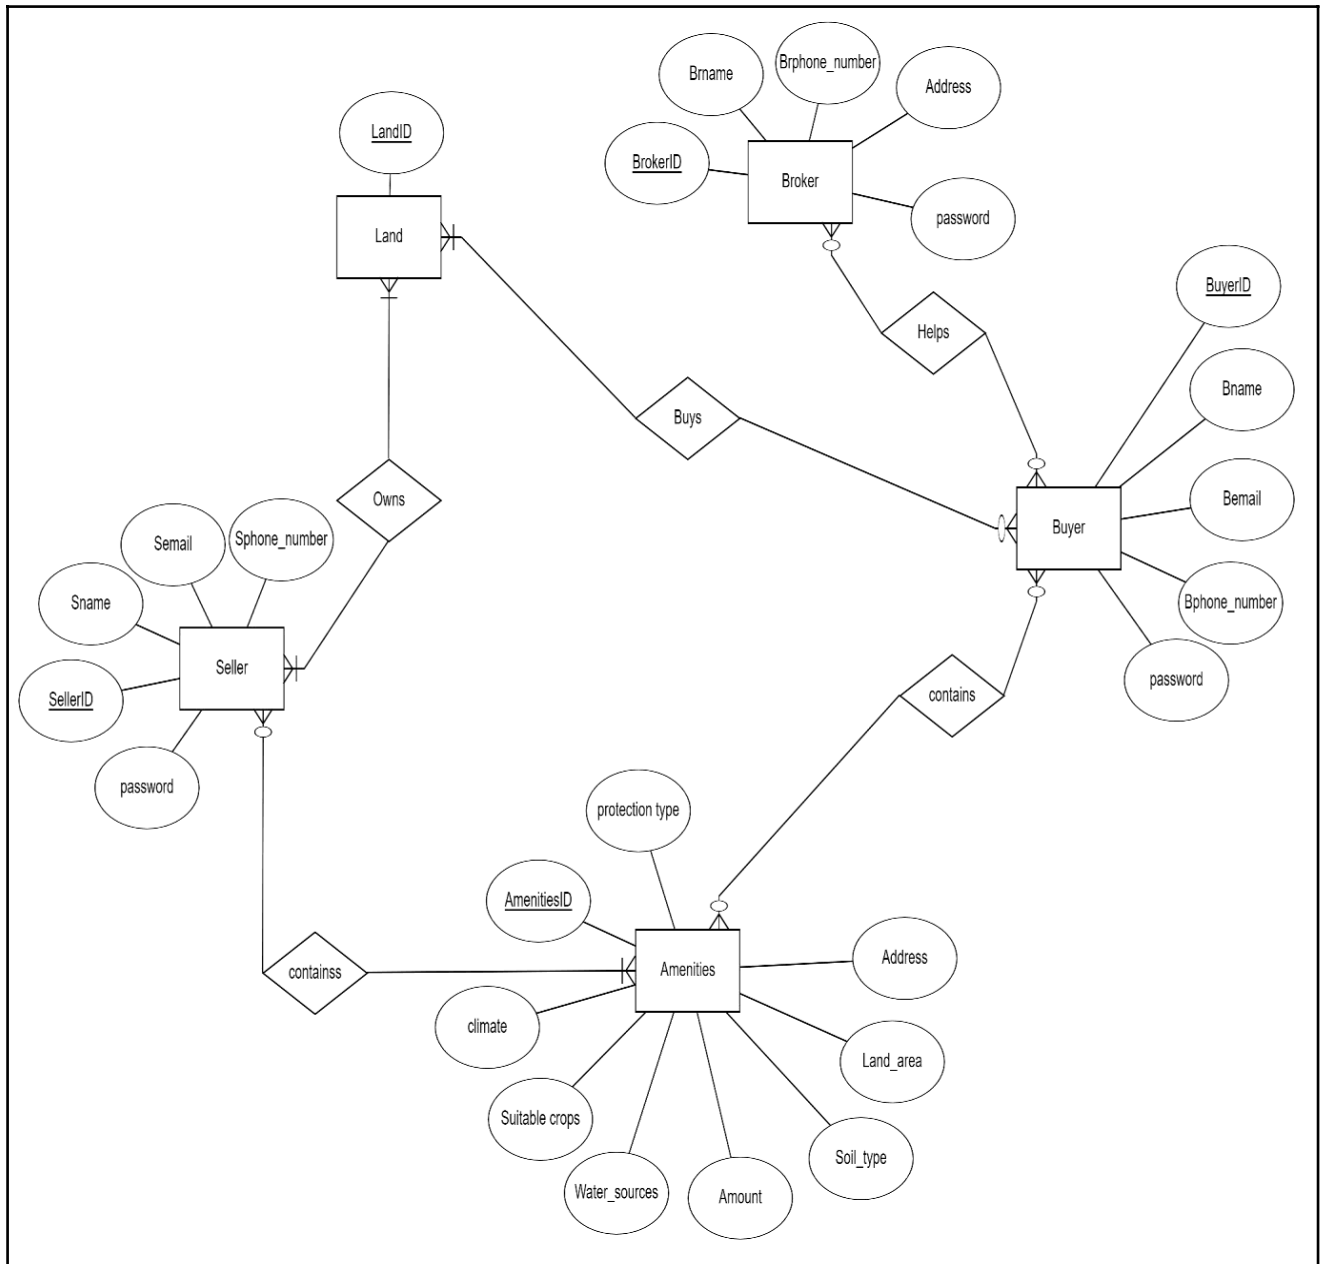 Brphone_number
Brname
Address
LandID
BrokerID
Broker
password
Land
BuyerID
Helps
Bname
Buys
Owns
Bemail
Buyer
Sphone_number
Semail
Sname
Bphone_number
Seller
password
contains
SellerID
password
protection type
AmenitiesID
Address
Amenities
containss
climate
Land_area
Suitable crops
Soil_type
Water_sources
Amount